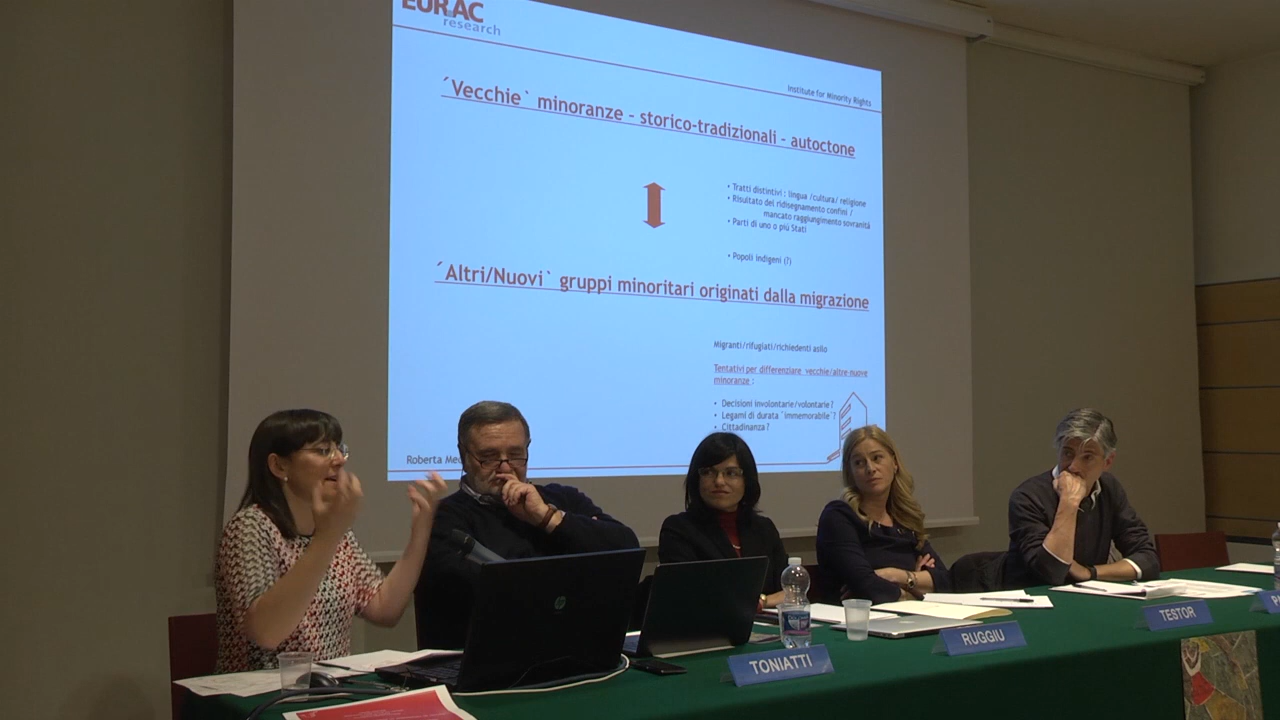 EURAC
research
Institute for Minority Rights
´Vecchie` minoranze - storico-tradizionali - autoctone
• Tratti distintivi : lingua /cultura/ religione
• Risultato del ridisegnamento confini /
mancato raggiungimento sovranità
• Parti di uno o più Stati
• Popoli indigeni (?)
´Altri/Nuovi` gruppi minoritari originati dalla migrazione
Migranti/rifugiati/richiedenti asilo
Tentativi per differenziare vecchie/altre-nuove
minoranze :
• Decisioni involontarie/volontarie ?
• Legami di durata ´immemorabile`?
• Cittadinanza ?
Roberta
hp
TONIATTI
RUGGIU
TESTOR